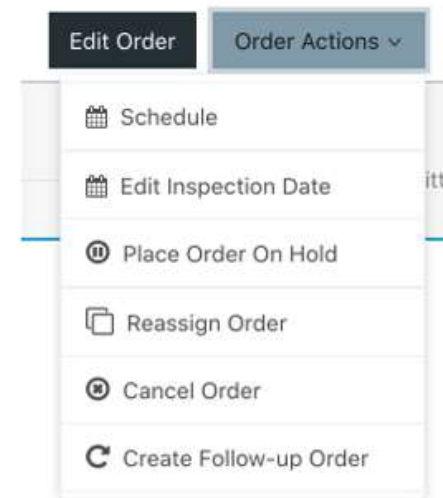 Edit Order
Order Actions
Schedule
Edit Inspection Date
itt
Place Order On Hold
Reassign Order
Cancel Order
Create Follow-up Order